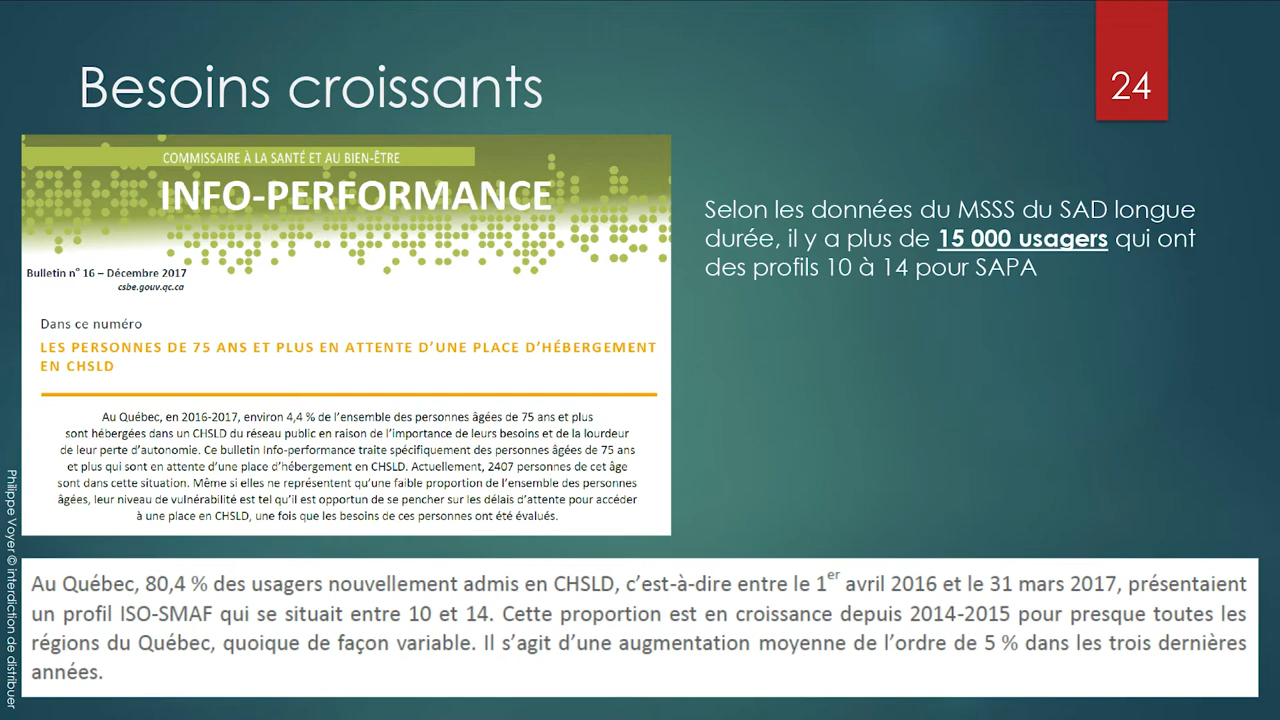 Besoins croissants
24
COMMISSAIRE À LA SANTÉ ET AU BIEN-ÊTRE
INFO-PERFORMANCE
Bulletin n° 16 – Décembre 2017
csbe.gouv.qc.ca
Dans ce numéro
LES PERSONNES DE 75 ANS ET PLUS EN ATTENTE D’UNE PLACE D’HÉBERGEMENT
EN CHSLD
Au Québec, en 2016-2017, environ 4,4 % de l’ensemble des personnes âgées de 75 ans et plus
sont hébergées dans un CHSLD du réseau public en raison de l’importance de leurs besoins et de la lourdeur
de leur perte d’autonomie. Ce bulletin Info-performance traite spécifiquement des personnes âgées de 75 ans
et plus qui sont en attente d’une place d’hébergement en CHSLD. Actuellement, 2407 personnes de cet âge
sont dans cette situation. Même si elles ne représentent qu’une faible proportion de l’ensemble des personnes
âgées, leur niveau de vulnérabilité est tel qu’il est opportun de se pencher sur les délais d’attente pour accéder
à une place en CHSLD, une fois que les besoins de ces personnes ont été évalués.
Selon les données du MSSS du SAD longue
durée, il y a plus de 15 000 usagers qui ont
des profils 10 à 14 pour SAPA
Au Québec, 80,4 % des usagers nouvellement admis en CHSLD, c’est-à-dire entre le 1er avril 2016 et le 31 mars 2017, présentaient
un profil ISO-SMAF qui se situait entre 10 et 14. Cette proportion est en croissance depuis 2014-2015 pour presque toutes les
régions du Québec, quoique de façon variable. Il s’agit d’une augmentation moyenne de l’ordre de 5 % dans les trois dernières
années.
Philippe Voyer © interdiction de distribuer